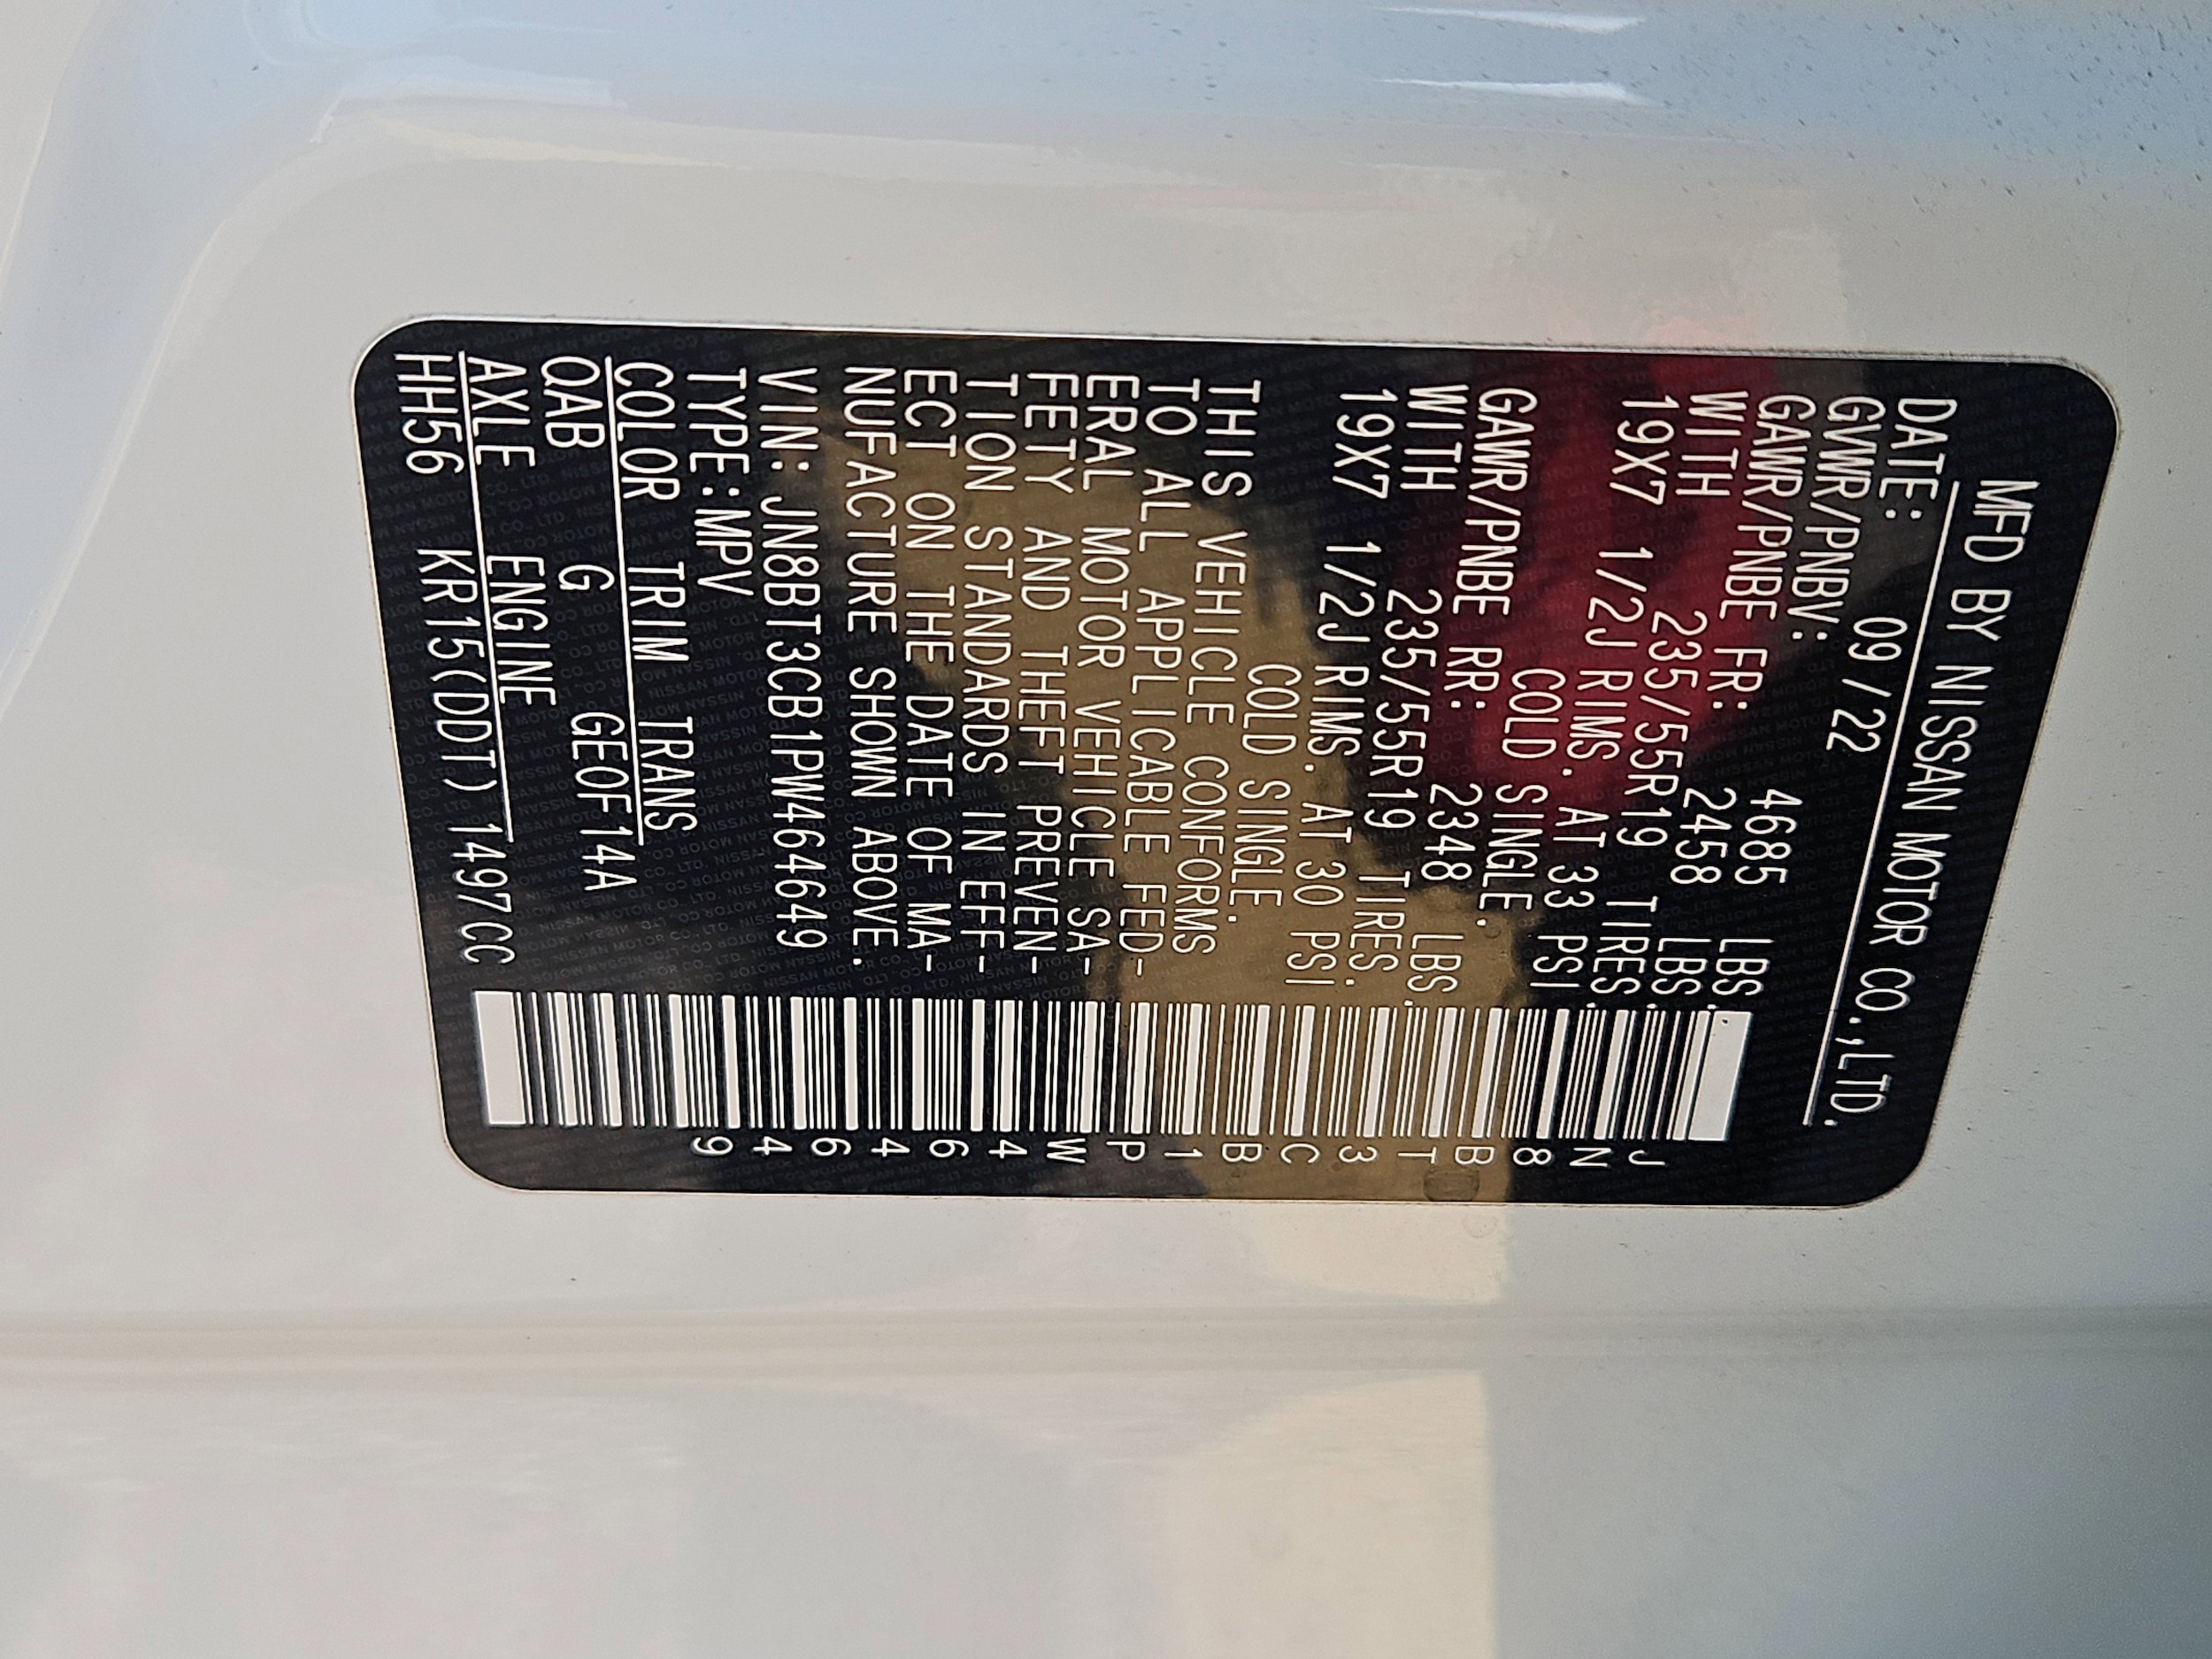 MFD BY NISSAN MOTOR CO.,LTD.
DATE: 09/22
GVWR/PNBV: 4685 LBS
GAWR/PNBE FR: 2458 LBS.
WITH 235/55R19 TIRES.
19X7 1/2J RIMS. AT 33 PSI
COLD SINGLE.
GAWR/PNBE RR: 2348 LBS.
WITH 235/55R19 TIRES.
19X7 1/2J RIMS. AT 30 PSI
COLD SINGLE.
THIS VEHICLE CONFORMS
TO ALL APPLICABLE FED-
ERAL MOTOR VEHICLE SA-
FETY AND THEFT PREVEN-
TION STANDARDS IN EFF-
ECT ON THE DATE OF MA-
NUFACTURE SHOWN ABOVE.
VIN: JN8BT3CB1PW464649
TYPE:MPV
COLOR TRIM TRANS
QAB G GE0F14A
AXLE ENGINE
HH56 KR15(DDT) 1497CC
JN8BT3CB1PW464649